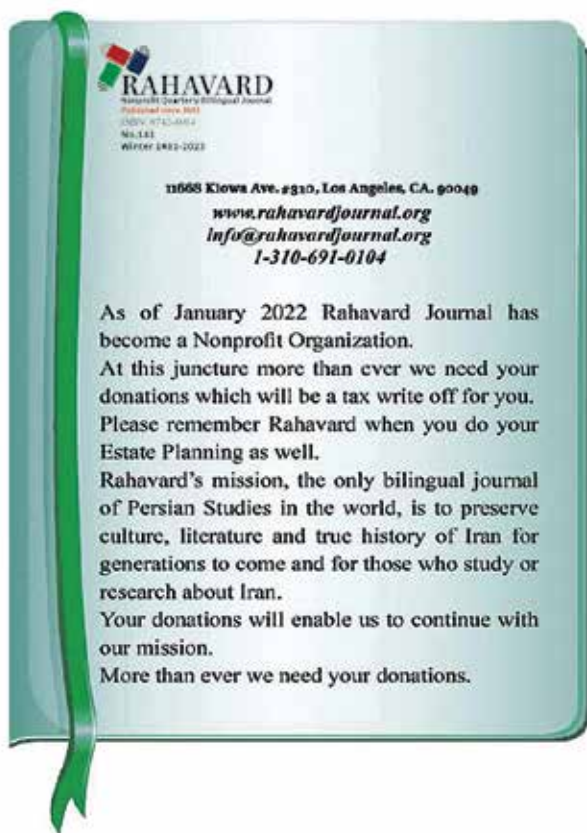 RAHAVARD
Nonprofit Quarterly Bilingual Journal
Published since
No.141
Winter
11668 Kiowa Ave. #310, Los Angeles, CA. 90049
www.rahavardjournal.org
info@rahavardjournal.org
1-310-691-0104
As of January 2022 Rahavard Journal has
become a Nonprofit Organization.
At this juncture more than ever we need your
donations which will be a tax write off for you.
Please remember Rahavard when you do your
Estate Planning as well.
Rahavard's mission, the only bilingual journal
of Persian Studies in the world, is to preserve
culture, literature and true history of Iran for
generations to come and for those who study or
research about Iran.
Your donations will enable us to continue with
our mission.
More than ever we need your donations.